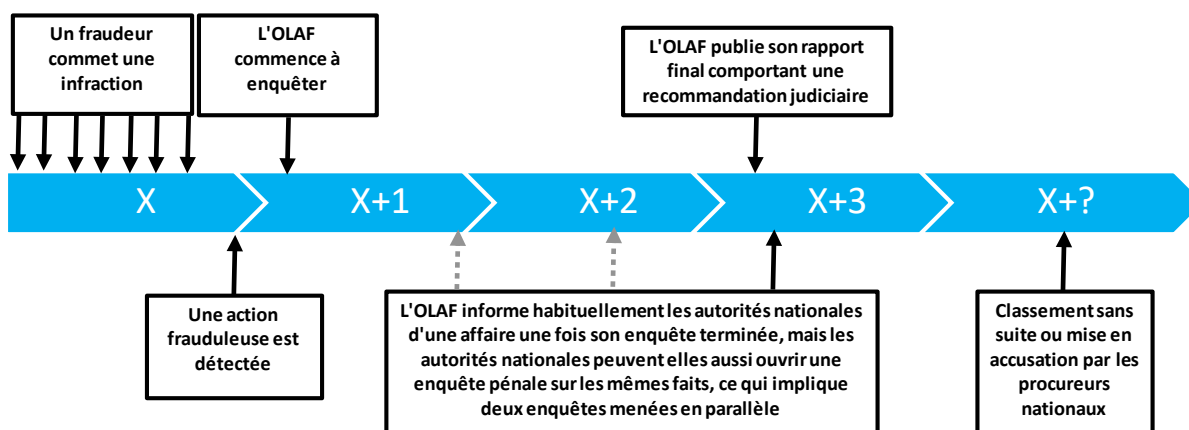 Un fraudeur
commet une
infraction
L'OLAF
commence à
enquêter
L'OLAF publie son rapport
final comportant une
recommandation judiciaire
X
X+1
X+2
X+3
X+?
Une action
frauduleuse est
détectée
L'OLAF informe habituellement les autorités nationales
d'une affaire une fois son enquête terminée, mais les
autorités nationales peuvent elles aussi ouvrir une
enquête pénale sur les mêmes faits, ce qui implique
deux enquêtes menées en parallèle
Classement sans
suite ou mise en
accusation par les
procureurs
nationaux